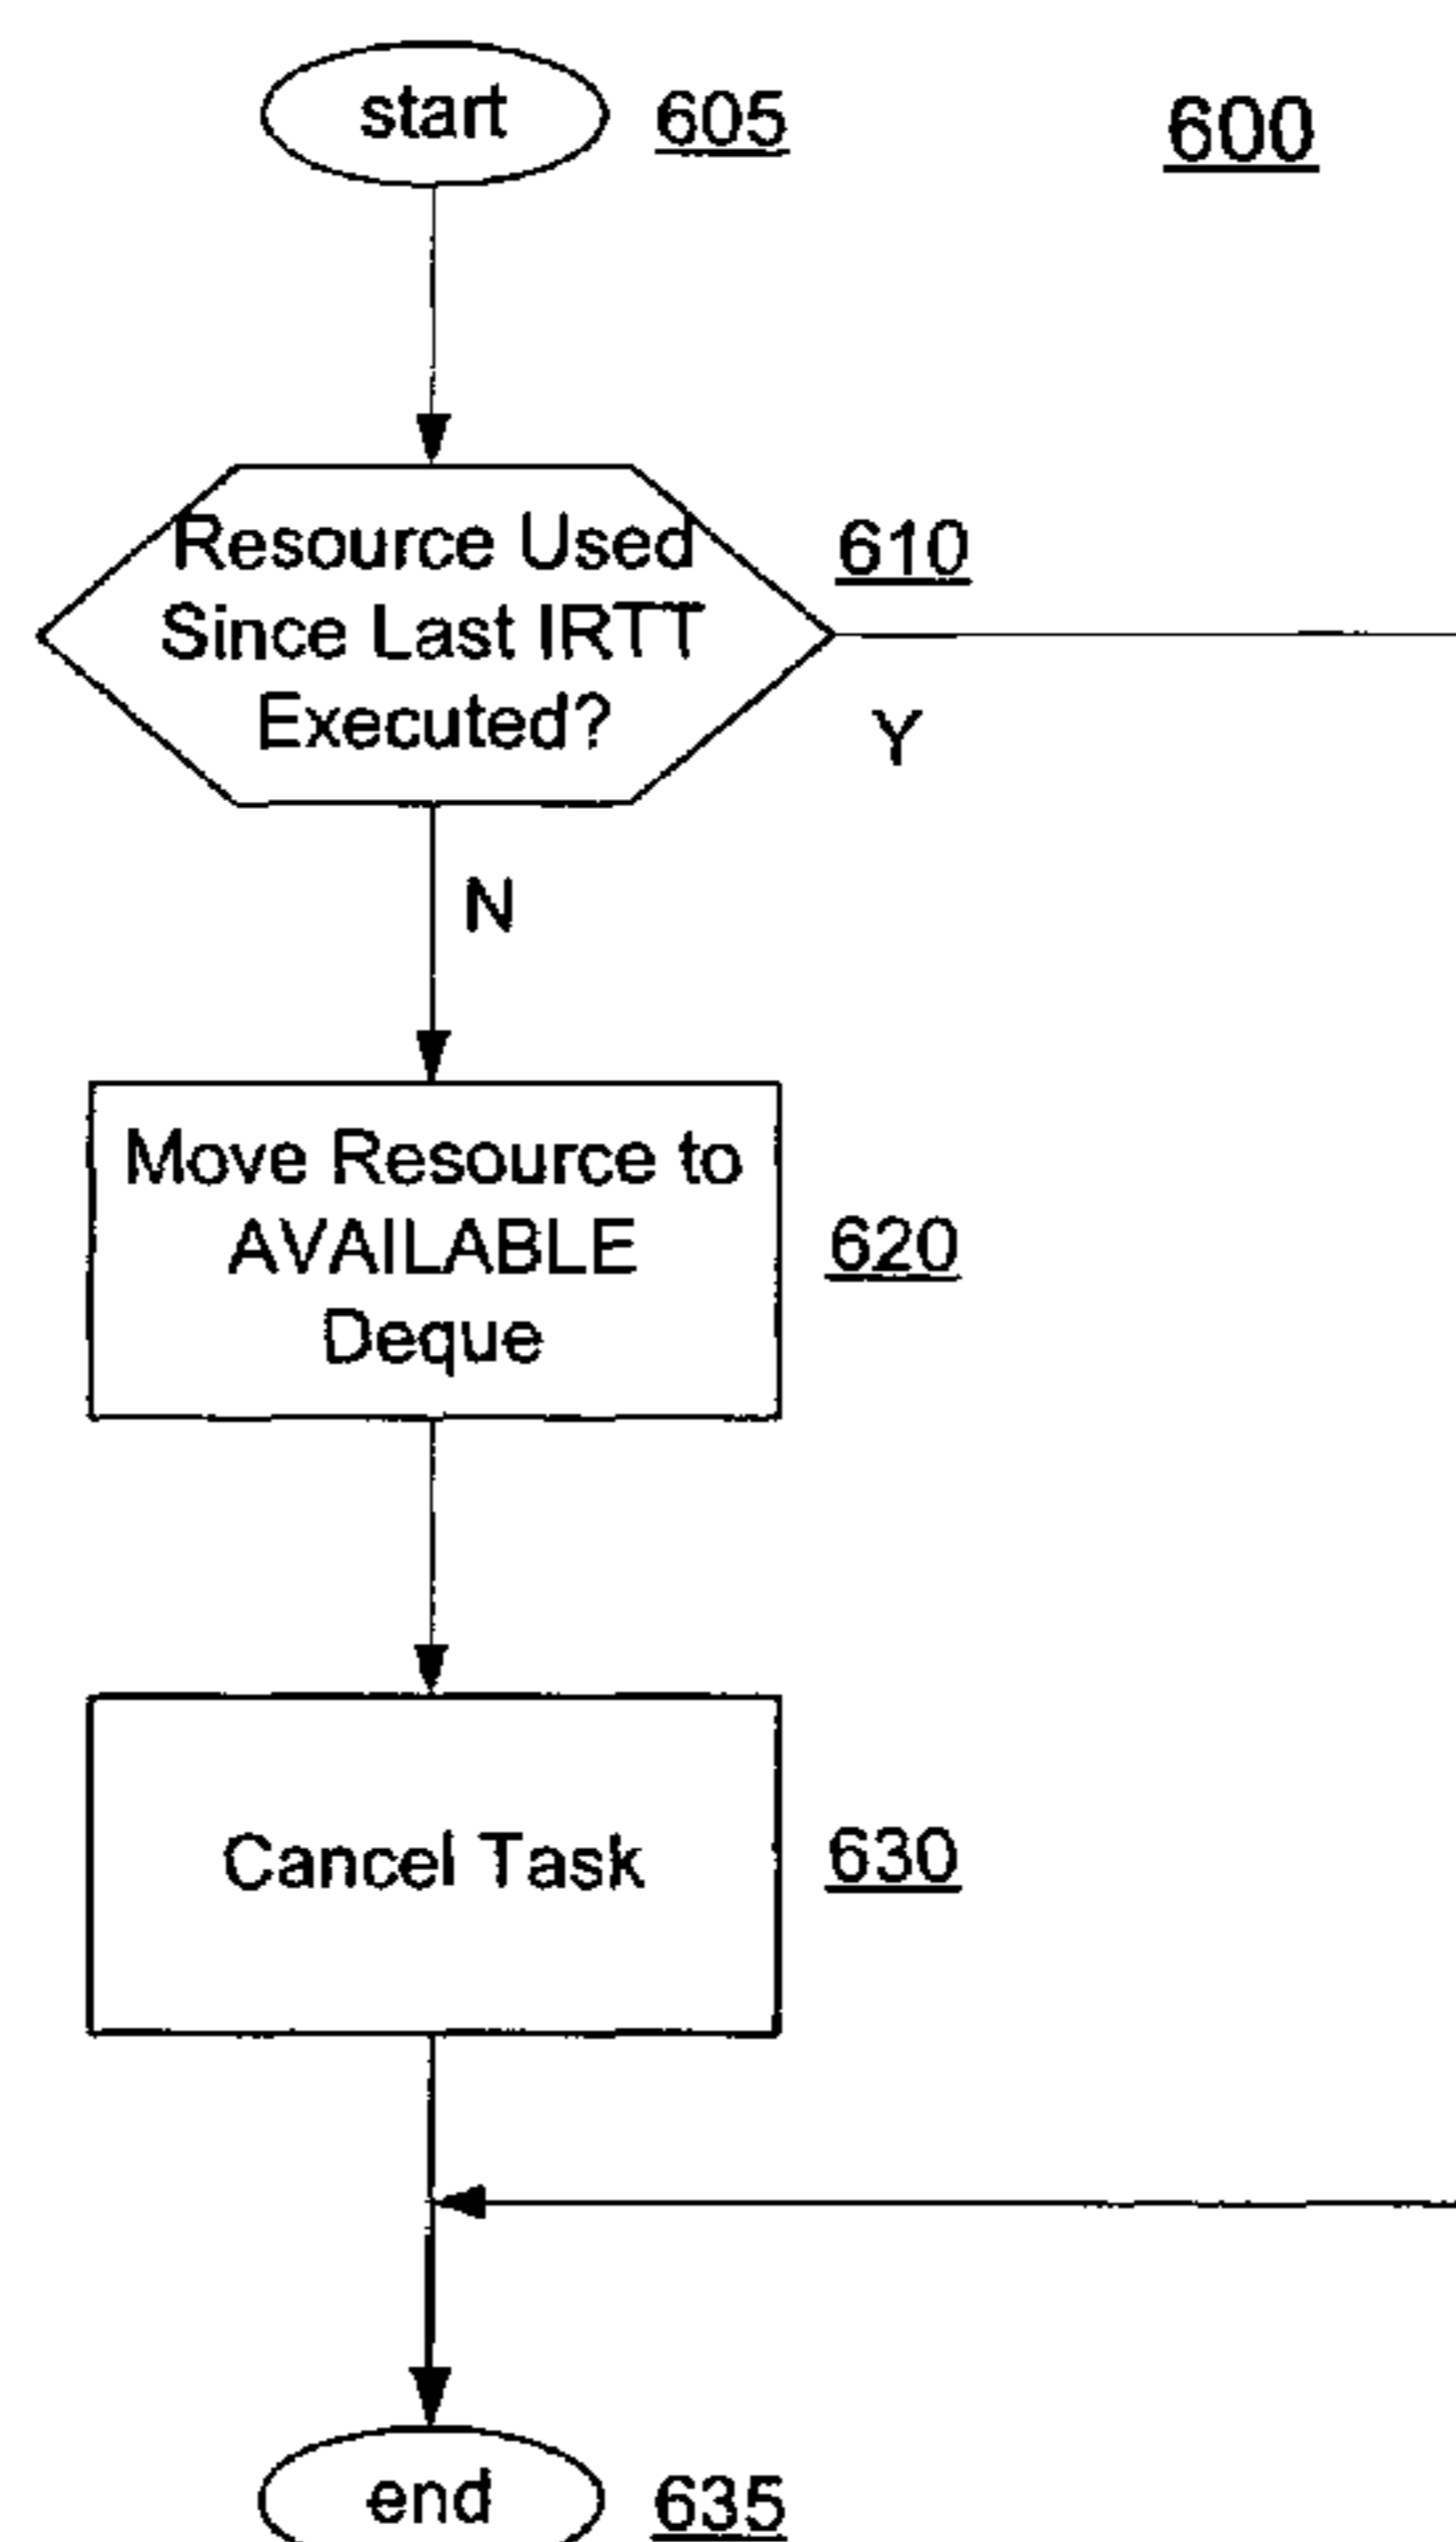 start
605
600
Resource Used
Since Last IRTT
Executed?
610
Y
N
Move Resource to
AVAILABLE
Deque
620
Cancel Task
630
end
635